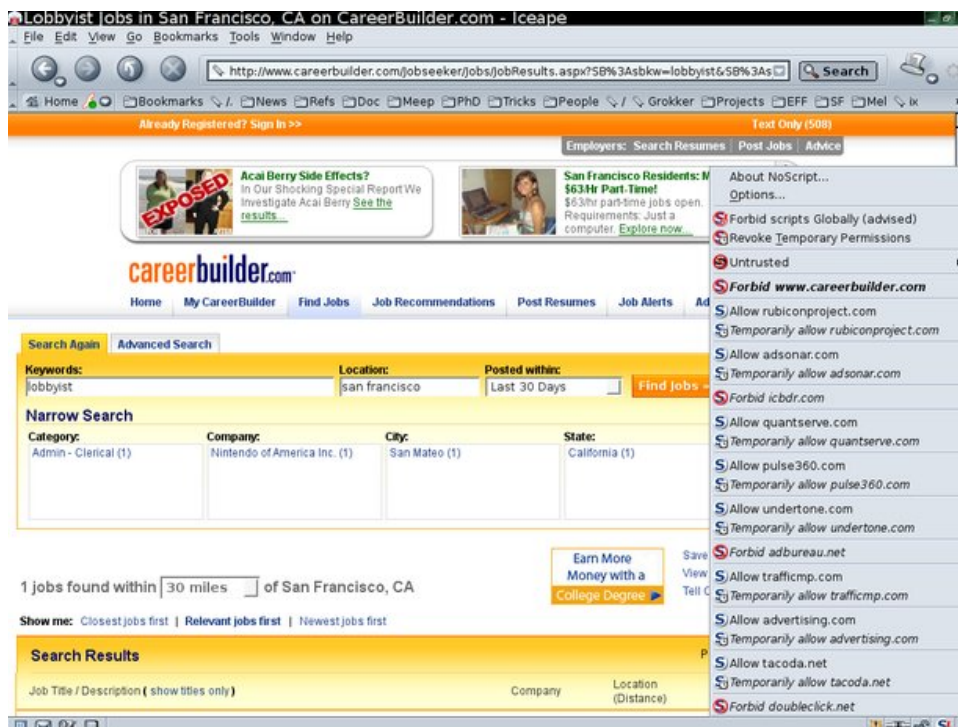 Lobbyist Jobs in San Francisco, CA on CareerBuilder.com - Iceape
File Edit View Go Bookmarks Tools Window Help
http://www.careerbuilder.com/Jobseeker/Jobs/JobResults.aspx?SB%3Asbkw=lobbyist&SB%3As
Search
Home Bookmarks /. News Refs Doc Meep PhD Tricks People / Grokker Projects EFF SF Mel ix
Already Registered? Sign In >>
Text Only (508)
Employers: Search Resumes | Post Jobs | Advice
EXPOSED
Acai Berry Side Effects?
In Our Shocking Special Report We
Investigate Acai Berry See the
results...
San Francisco Residents: M
$63/Hr Part-Time!
$63/hr part-time jobs open.
Requirements: Just a
computer. Explore now...
careerbuilder.com
Home My CareerBuilder Find Jobs Job Recommendations Post Resumes Job Alerts Ad
Search Again Advanced Search
Keywords: Location: Posted within:
lobbyist san francisco Last 30 Days Find Jobs »
Narrow Search
Category: Company: City: State:
Admin - Clerical (1) Nintendo of America Inc. (1) San Mateo (1) California (1)
Earn More
Money with a
College Degree
Save
View
Tell
1 jobs found within 30 miles of San Francisco, CA
Show me: Closest jobs first | Relevant jobs first | Newest jobs first
Search Results
P
Job Title / Description ( show titles only ) Company Location
(Distance)
About NoScript...
Options...
Forbid scripts Globally (advised)
Revoke Temporary Permissions
Untrusted
Forbid www.careerbuilder.com
Allow rubiconproject.com
Temporarily allow rubiconproject.com
Allow adsonar.com
Temporarily allow adsonar.com
Forbid icbdr.com
Allow quantserve.com
Temporarily allow quantserve.com
Allow pulse360.com
Temporarily allow pulse360.com
Allow undertone.com
Temporarily allow undertone.com
Forbid adbureau.net
Allow trafficmp.com
Temporarily allow trafficmp.com
Allow advertising.com
Temporarily allow advertising.com
Allow tacoda.net
Temporarily allow tacoda.net
Forbid doubleclick.net